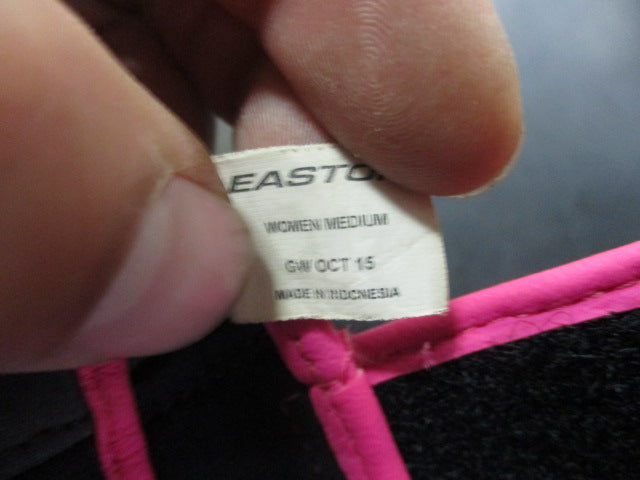 EASTO
WOMEN/MEDIUM
GW OCT 15
MADE IN INDONESIA